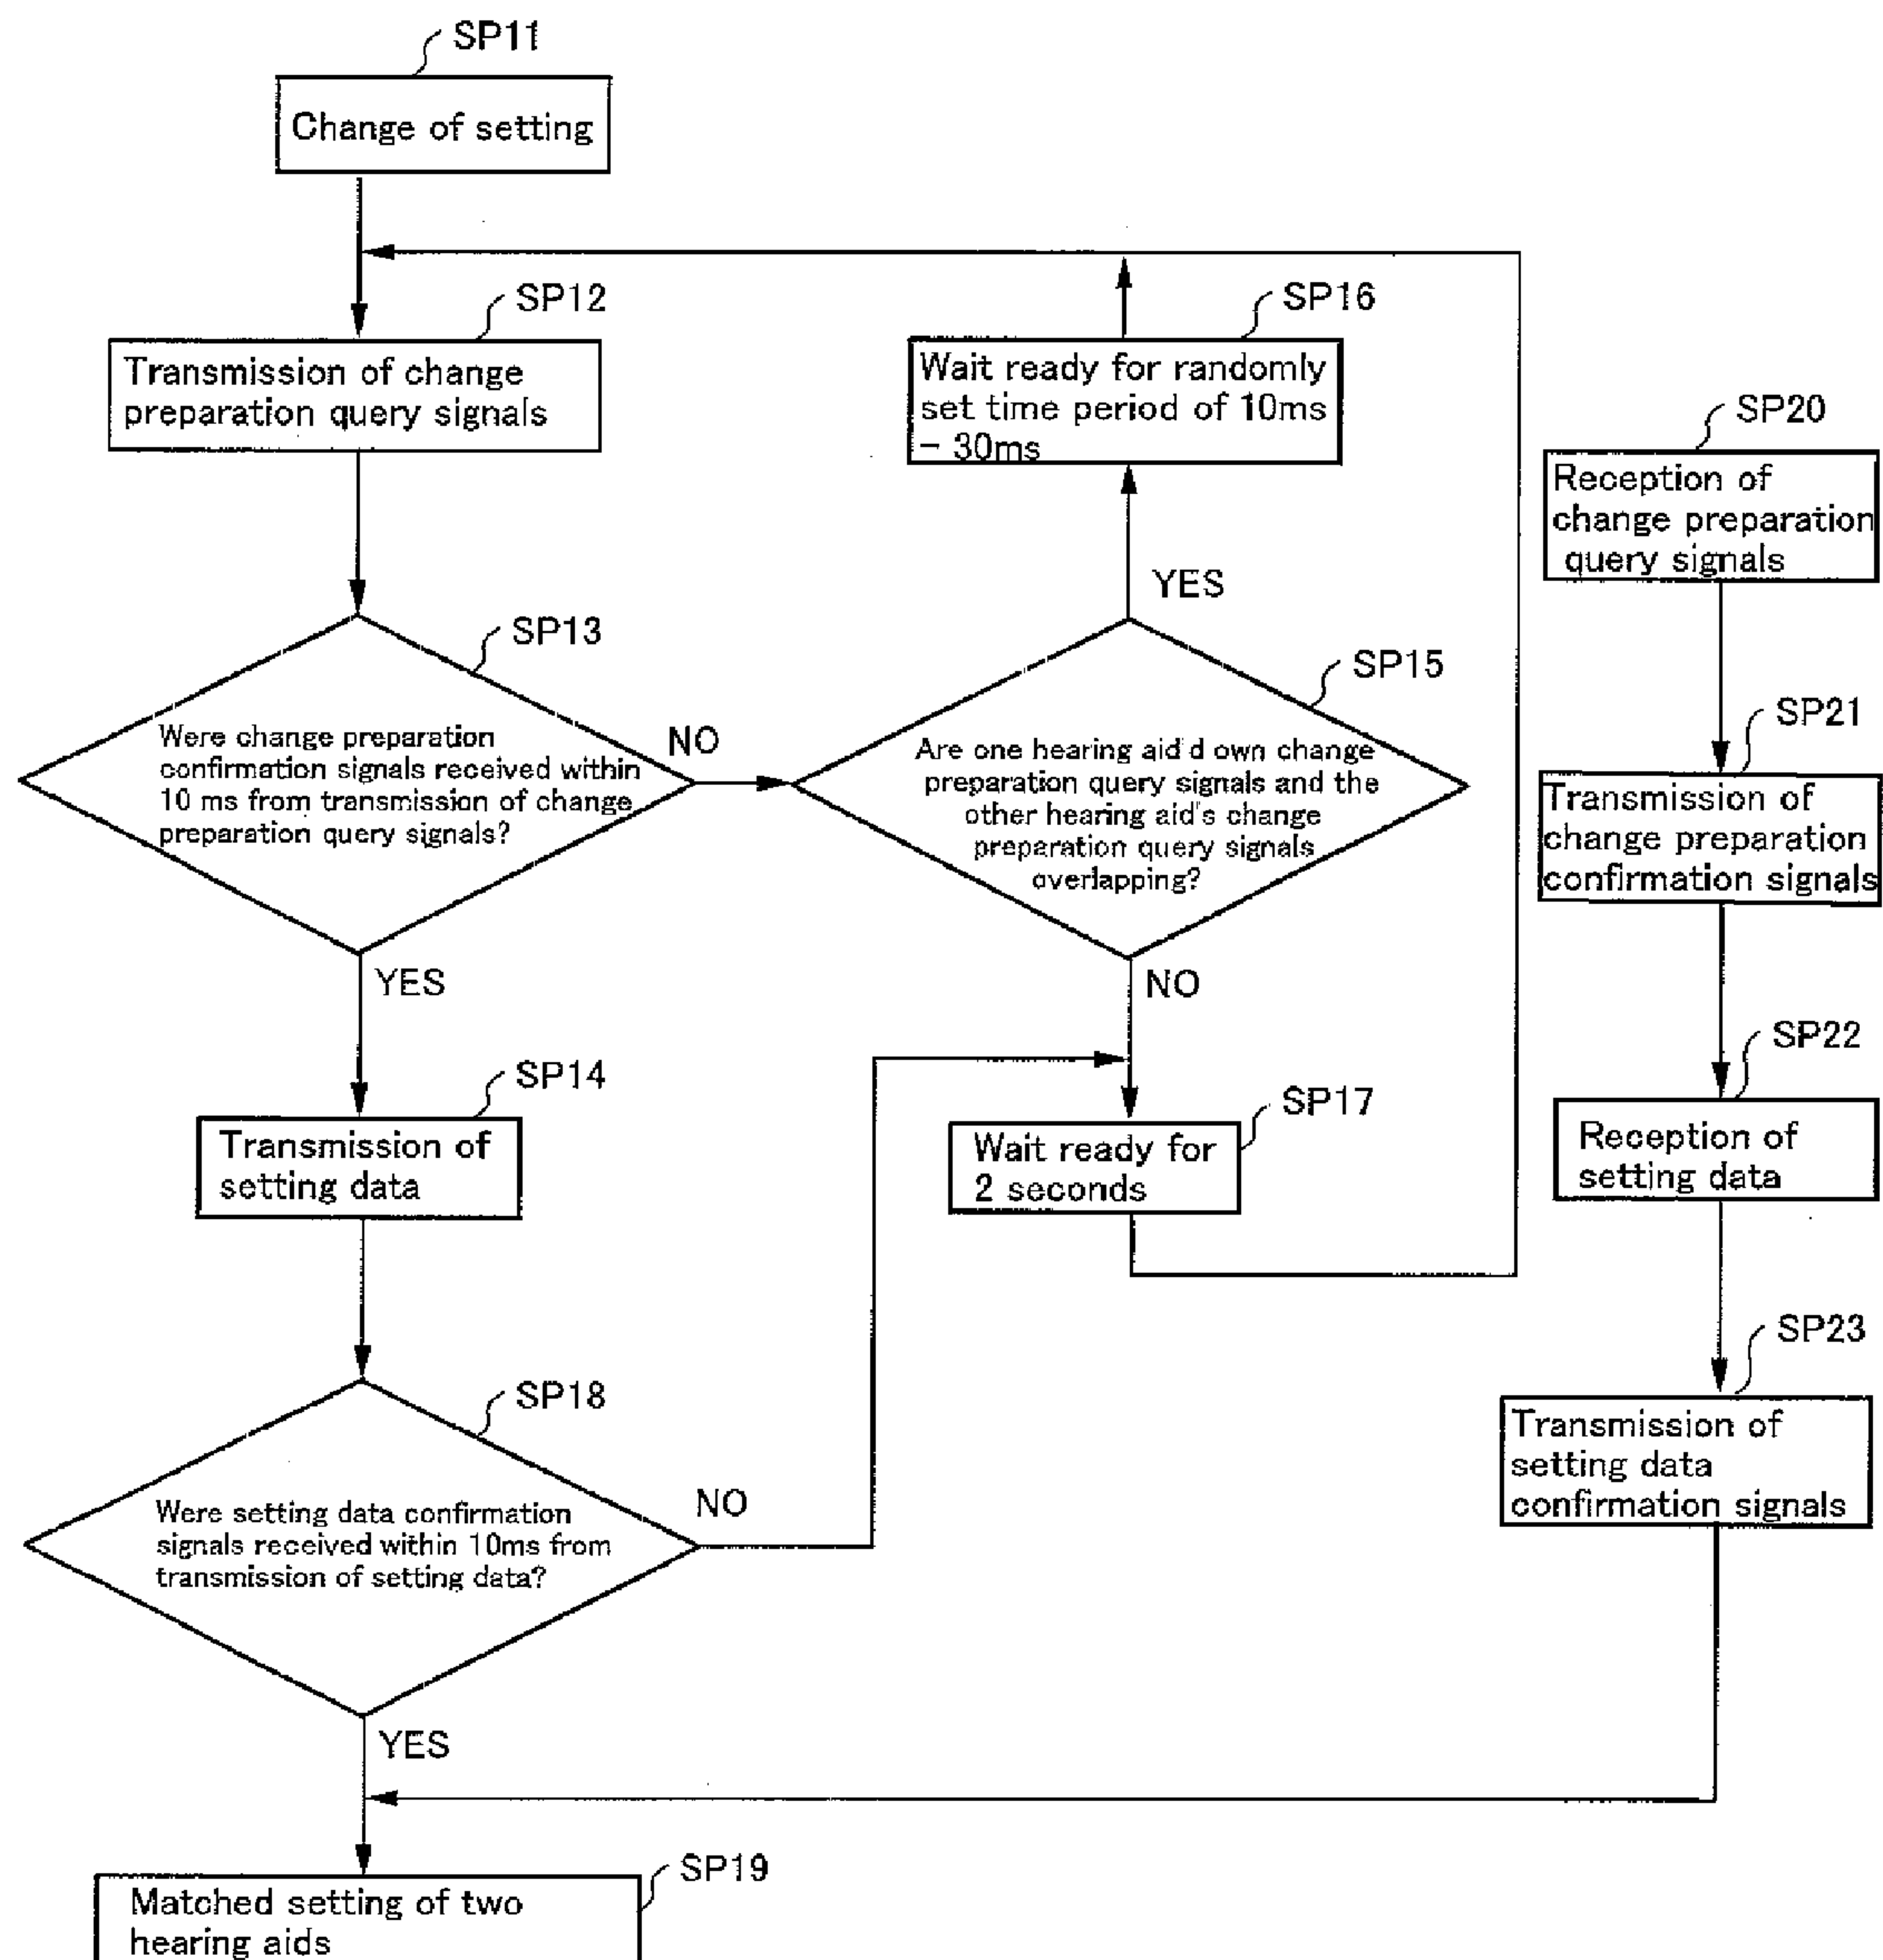 SP11
Change of setting
SP12
Transmission of change
preparation query signals
SP16
Wait ready for randomly
set time period of 10ms
- 30ms
SP20
Reception of
change preparation
query signals
YES
SP13
Were change preparation
confirmation signals received within
10 ms from transmission of change
preparation query signals?
NO
SP15
Are one hearing aid'd own change
preparation query signals and the
other hearing aid's change
preparation query signals
overlapping?
SP21
Transmission of
change preparation
confirmation signals
YES
NO
SP14
Transmission of
setting data
SP17
Wait ready for
2 seconds
SP22
Reception of
setting data
SP18
Were setting data confirmation
signals received within 10ms from
transmission of setting data?
NO
SP23
Transmission of
setting data
confirmation signals
YES
SP19
Matched setting of two
hearing aids